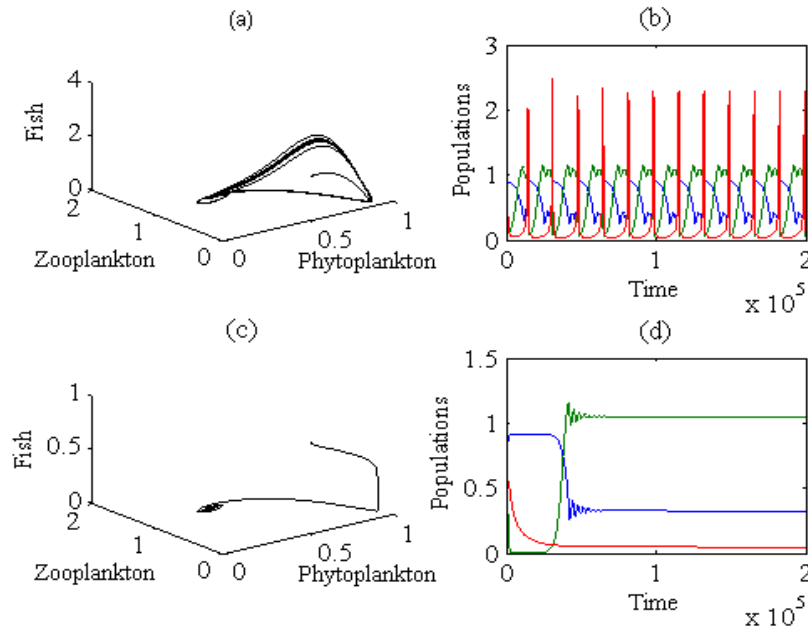 (a)
Fish
4
2
0
2
1
0
Zooplankton
0
0.5
1
Phytoplankton
(b)
Populations
3
2
1
0
0
1
2
Time
x 10^5
(c)
Fish
1
0.5
0
2
1
0
Zooplankton
0
0.5
1
Phytoplankton
(d)
Populations
1.5
1
0.5
0
0
1
2
Time
x 10^5